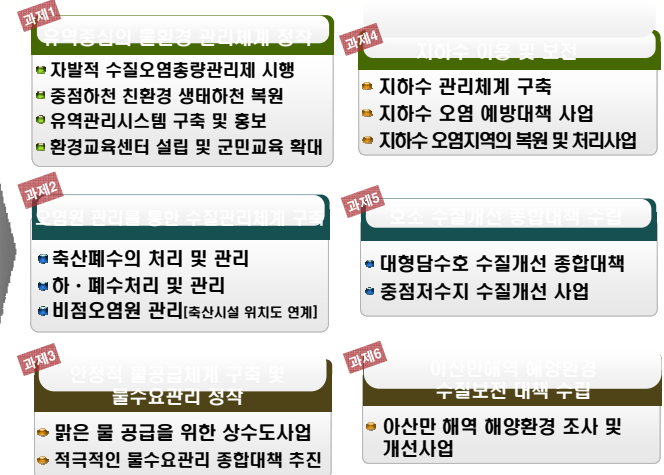 과제1
유역중심의 물환경 관리체계 정착
자발적 수질오염총량관리제 시행
중점하천 친환경 생태하천 복원
유역관리시스템 구축 및 홍보
환경교육센터 설립 및 군민교육 확대
과제2
오염원 관리를 통한 수질관리체계 구축
축산폐수의 처리 및 관리
하·폐수처리 및 관리
비점오염원 관리[축산시설 위치도 연계]
과제3
안정적 물공급체계 구축 및
물수요관리 정착
맑은 물 공급을 위한 상수도사업
적극적인 물수요관리 종합대책 추진
과제4
지하수 이용 및 보전
지하수 관리체계 구축
지하수 오염 예방대책 사업
지하수 오염지역의 복원 및 처리사업
과제5
호소 수질개선 종합대책 수립
대형담수호 수질개선 종합대책
중점저수지 수질개선 사업
과제6
아산만해역 해양환경
수질보전 대책 수립
아산만 해역 해양환경 조사 및
개선사업